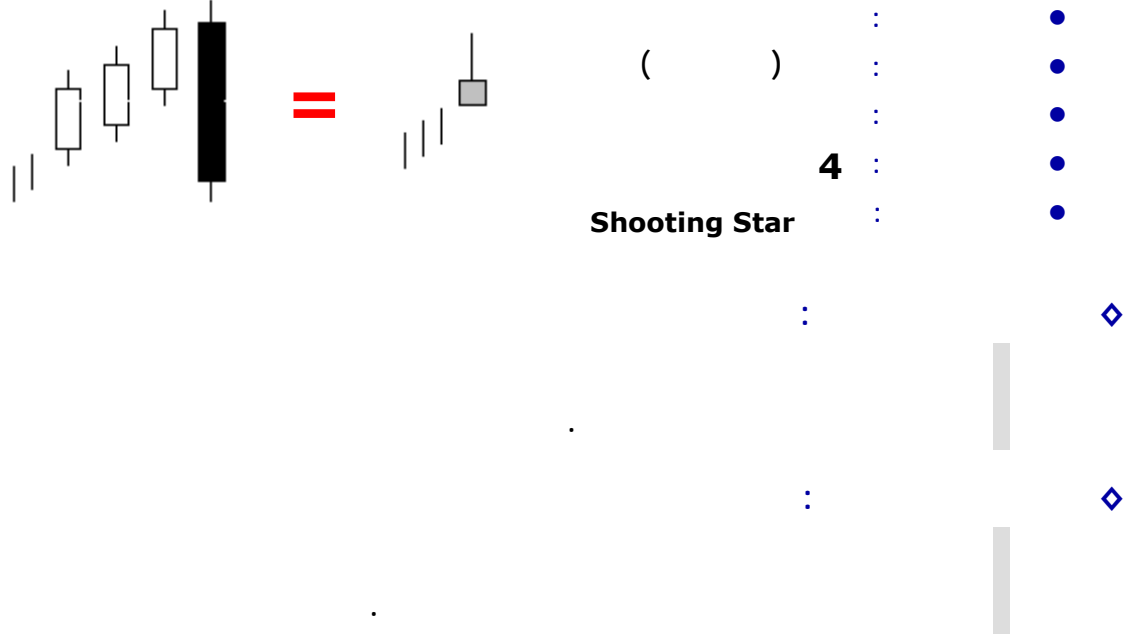 • :
• : ( )
• :
• : 4
• : Shooting Star
◊ :
.
◊ :
.